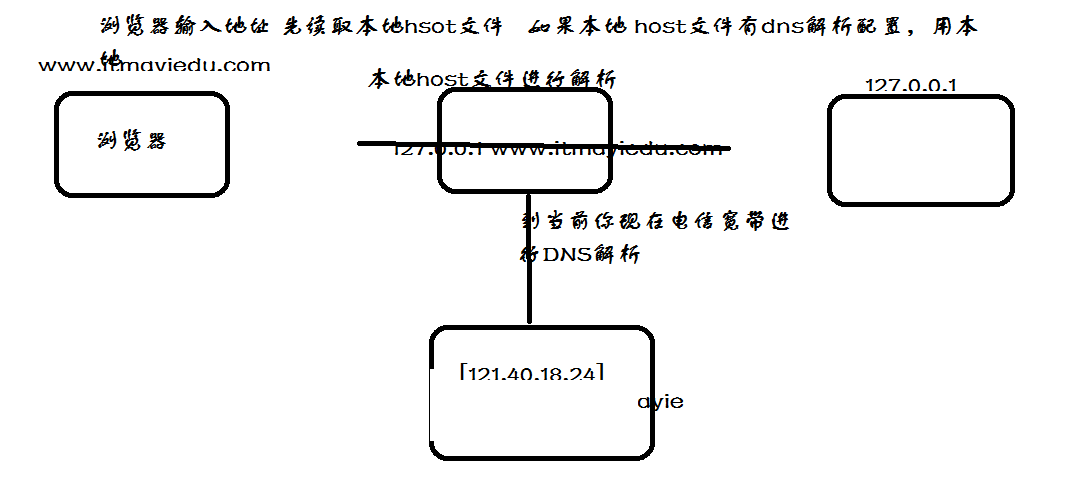 浏览器输入地址 先续取本地hsot文件 如果本地 host文件有dns解析配置，用本
地
www.itmayiedu.com
本地host文件进行解析
127.0.0.1
浏览器
127.0.0.1 www.itmayiedu.com
到当前你现在电信宽带进
行DNS解析
[121.40.18.24]
ayie